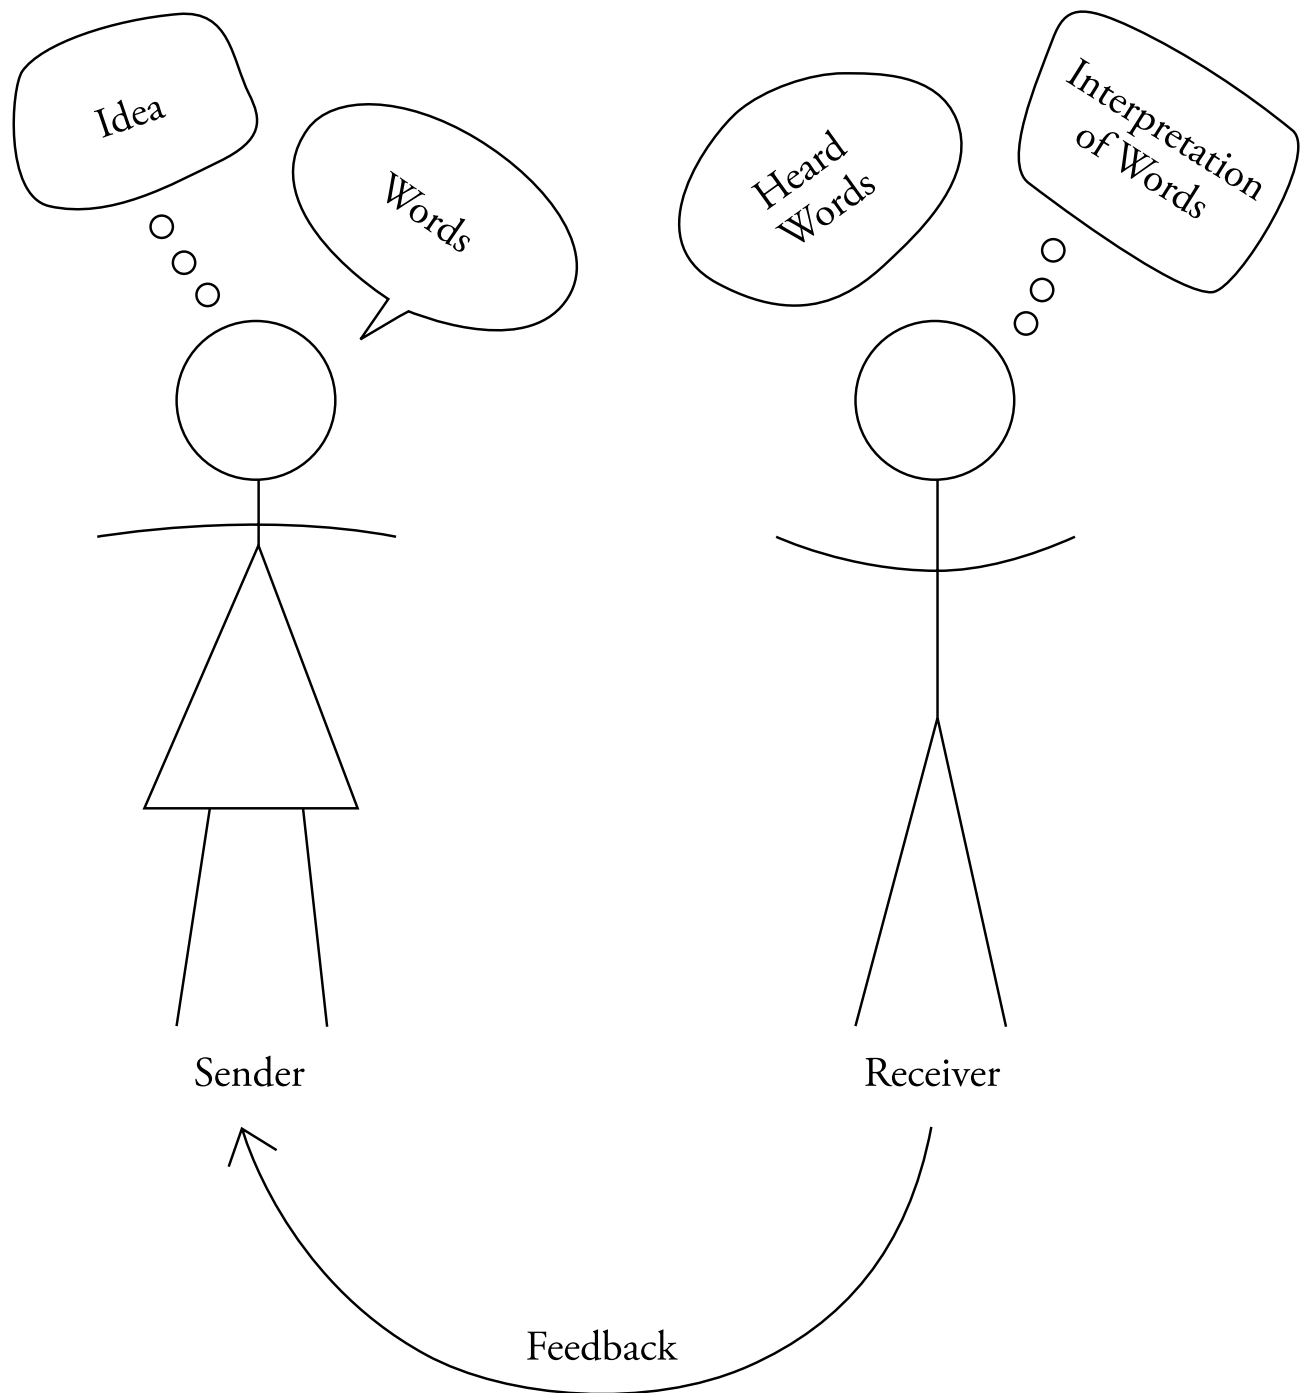 Idea
Words
Heard
Words
Interpretation
of Words
Sender
Receiver
Feedback